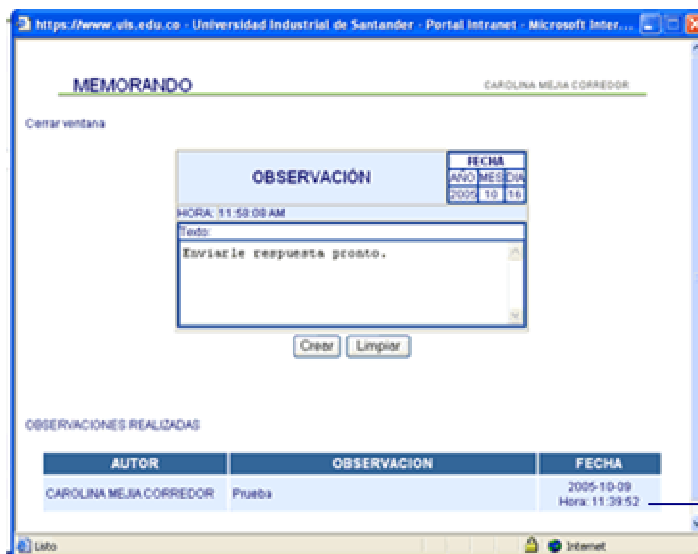 https://www.uis.edu.co - Universidad Industrial de Santander - Portal Intranet - Microsoft Inter...
MEMORANDO
CAROLINA MEJIA CORREDOR
Cerrar ventana
OBSERVACIÓN
FECHA
AÑO MES DIA
2005 10 16
HORA: 11:58:08 AM
Texto:
Enviarle respuesta pronto.
Crear Limpiar
OBSERVACIONES REALIZADAS
AUTOR OBSERVACION FECHA
CAROLINA MEJIA CORREDOR Prueba 2005-10-09
Hora: 11:39:52
Listo Internet